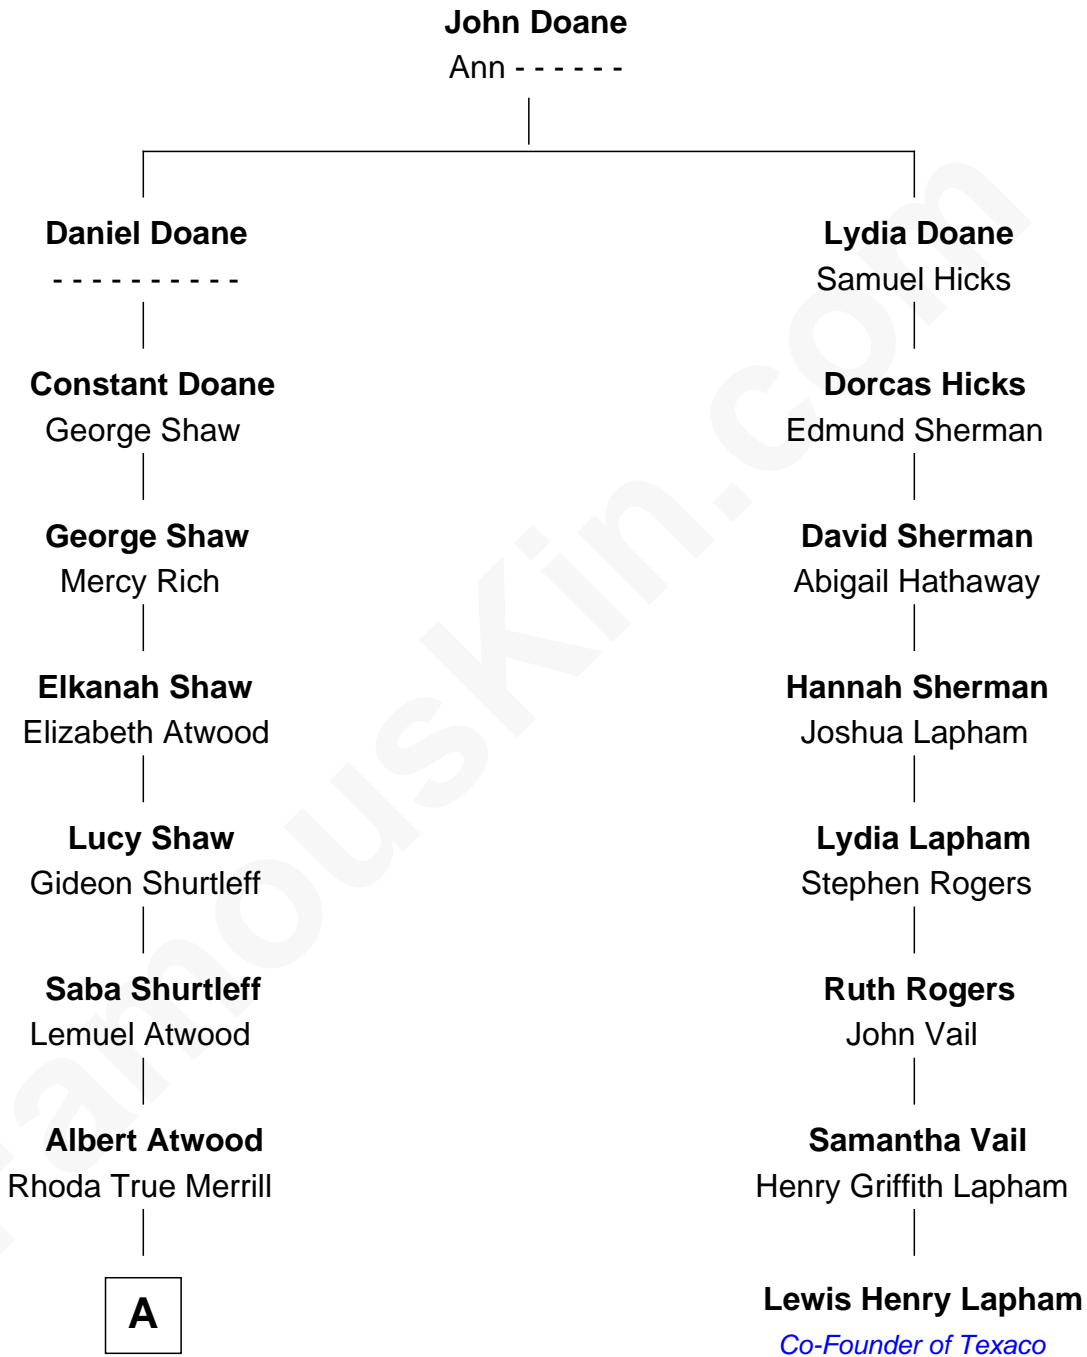 John Doane
Ann - - - - - -
Daniel Doane
- - - - - - - - - -
Constant Doane
George Shaw
George Shaw
Mercy Rich
Elkanah Shaw
Elizabeth Atwood
Lucy Shaw
Gideon Shurtleff
Saba Shurtleff
Lemuel Atwood
Albert Atwood
Rhoda True Merrill
A
Lydia Doane
Samuel Hicks
Dorcas Hicks
Edmund Sherman
David Sherman
Abigail Hathaway
Hannah Sherman
Joshua Lapham
Lydia Lapham
Stephen Rogers
Ruth Rogers
John Vail
Samantha Vail
Henry Griffith Lapham
Lewis Henry Lapham
Co-Founder of Texaco
FamousKin.com